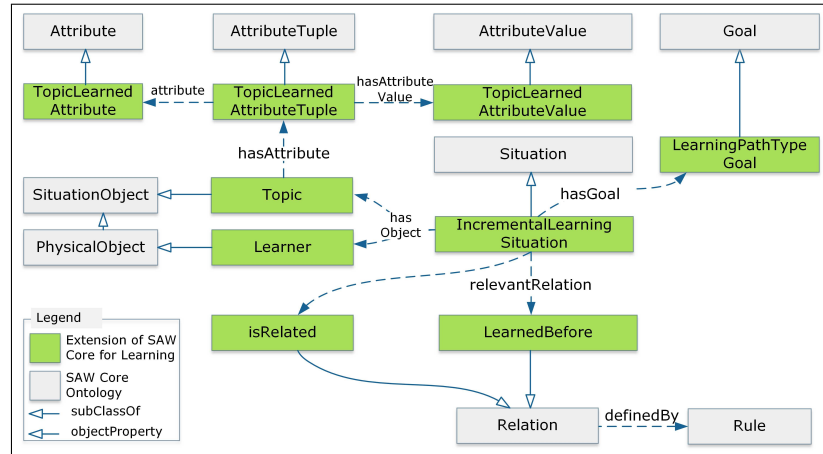 Attribute
AttributeTuple
AttributeValue
Goal
TopicLearned
Attribute
attribute
TopicLearned
AttributeTuple
hasAttribute
Value
TopicLearned
AttributeValue
hasAttribute
Situation
LearningPathType
Goal
SituationObject
Topic
hasGoal
has
Object
PhysicalObject
Learner
IncrementalLearning
Situation
relevantRelation
isRelated
LearnedBefore
Legend
Extension of SAW
Core for Learning
SAW Core
Ontology
subClassOf
objectProperty
Relation
definedBy
Rule